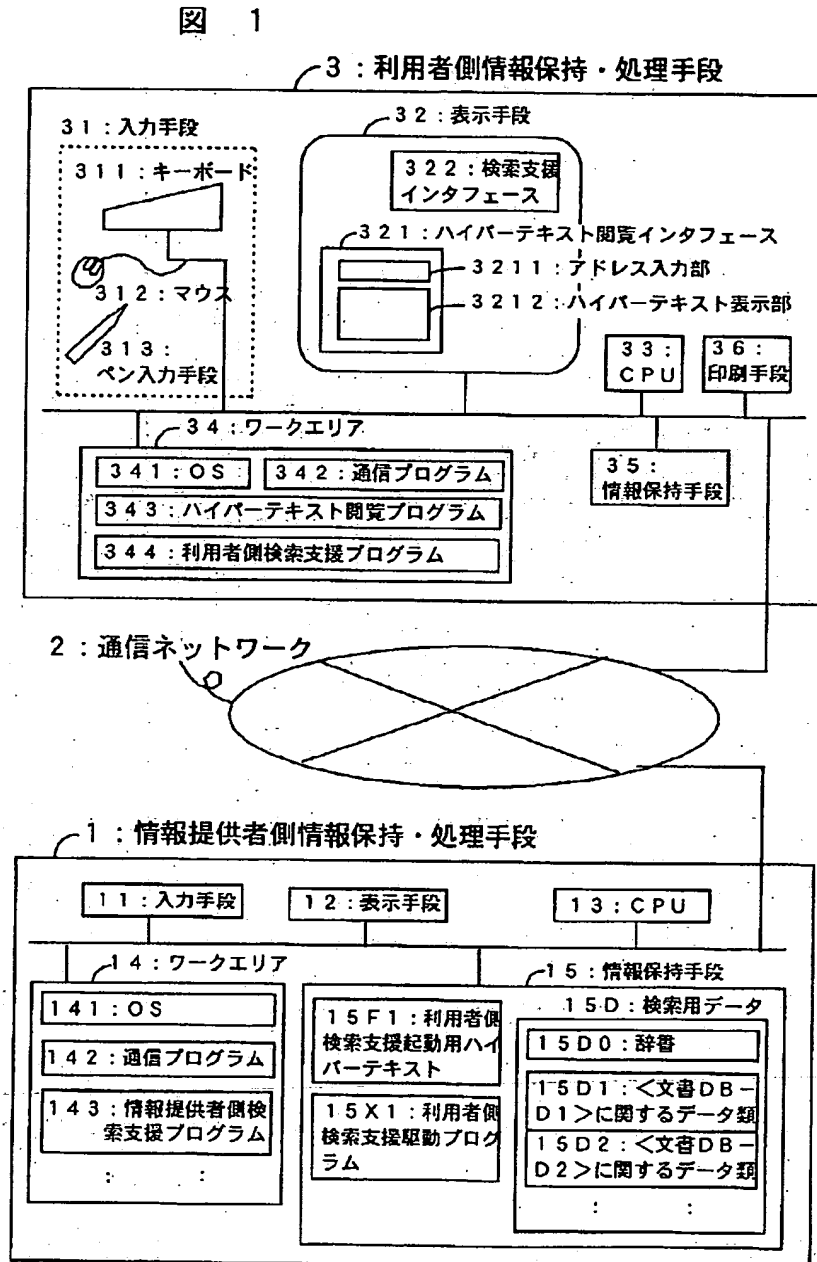 図 1
3：利用者側情報保持・処理手段
31：入力手段
311：キーボード
312：マウス
313：
ペン入力手段
32：表示手段
322：検索支援
インタフェース
321：ハイパーテキスト閲覧インタフェース
3211：アドレス入力部
3212：ハイパーテキスト表示部
33：
CPU
36：
印刷手段
34：ワークエリア
341：OS
342：通信プログラム
343：ハイパーテキスト閲覧プログラム
344：利用者側検索支援プログラム
35：
情報保持手段
2：通信ネットワーク
1：情報提供者側情報保持・処理手段
11：入力手段
12：表示手段
13：CPU
14：ワークエリア
141：OS
142：通信プログラム
143：情報提供者側検
索支援プログラム
：　：
15：情報保持手段
15F1：利用者側
検索支援起動用ハイ
パーテキスト
15X1：利用者側
検索支援駆動プログ
ラム
15D：検索用データ
15D0：辞書
15D1：＜文書DB－
D1＞に関するデータ類
15D2：＜文書DB－
D2＞に関するデータ類
：　：